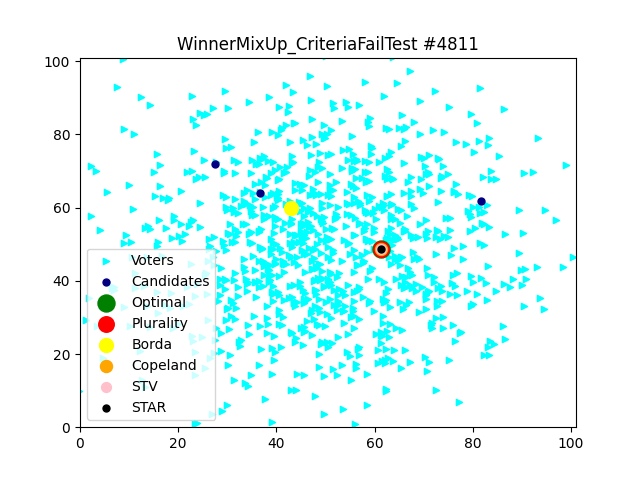 WinnerMixUp_CriteriaFailTest #4811
100
80
60
40
20
0
0 20 40 60 80 100
Voters
Candidates
Optimal
Plurality
Borda
Copeland
STV
STAR